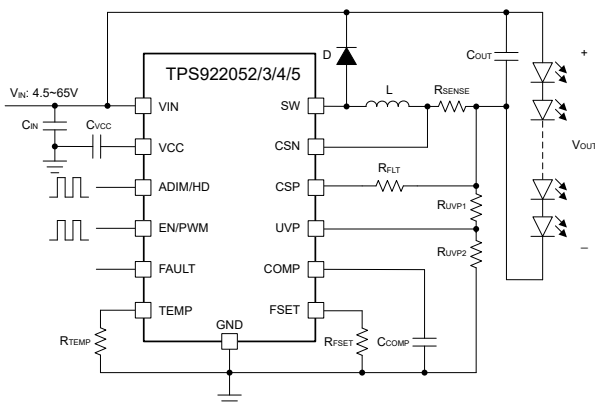 D
COUT
+
TPS922052/3/4/5
VIN: 4.5~65V
VIN
SW
L
RSENSE
CIN
CVCC
VCC
CSN
VOUT
ADIM/HD
CSP
RFLT
RUVP1
EN/PWM
UVP
RUVP2
FAULT
COMP
TEMP
FSET
GND
RTEMP
RFSET
CCOMP
–